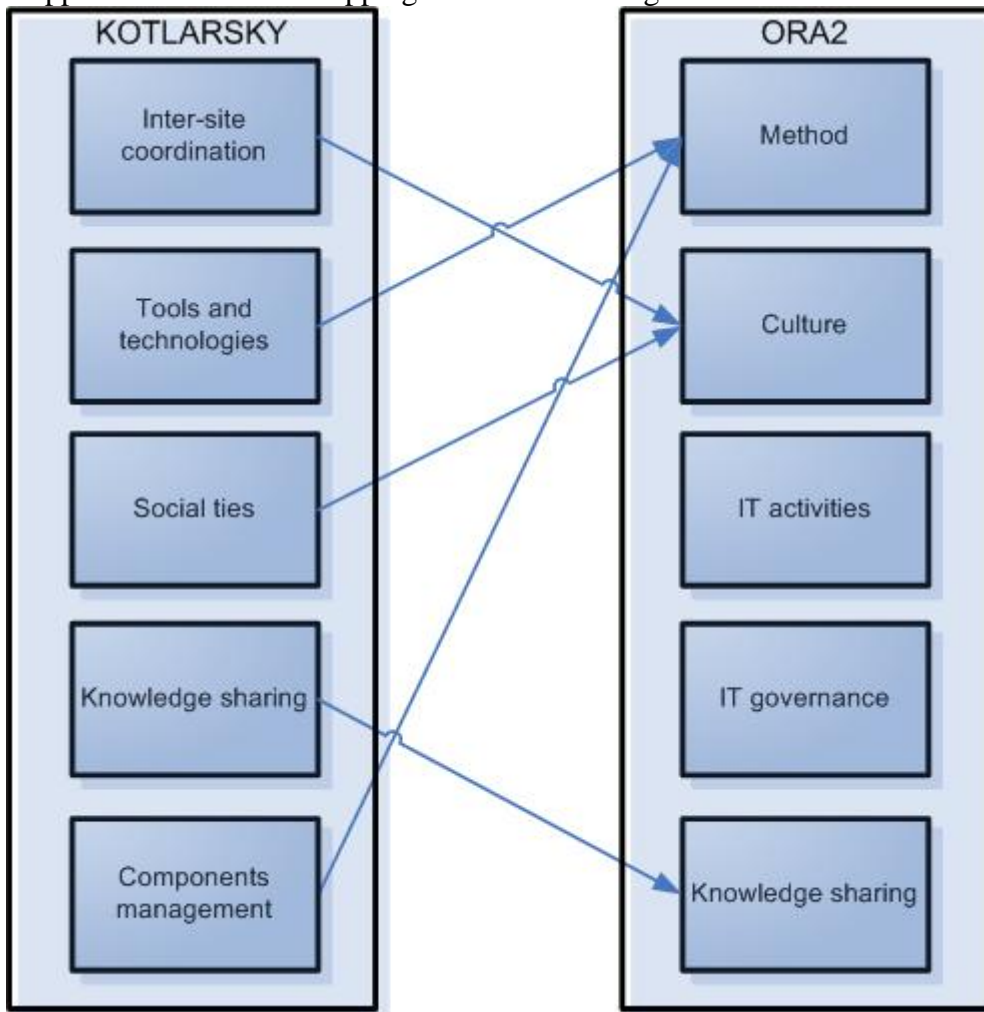 KOTLARSKY
Inter-site
coordination
Tools and
technologies
Social ties
Knowledge sharing
Components
management
ORA2
Method
Culture
IT activities
IT governance
Knowledge sharing